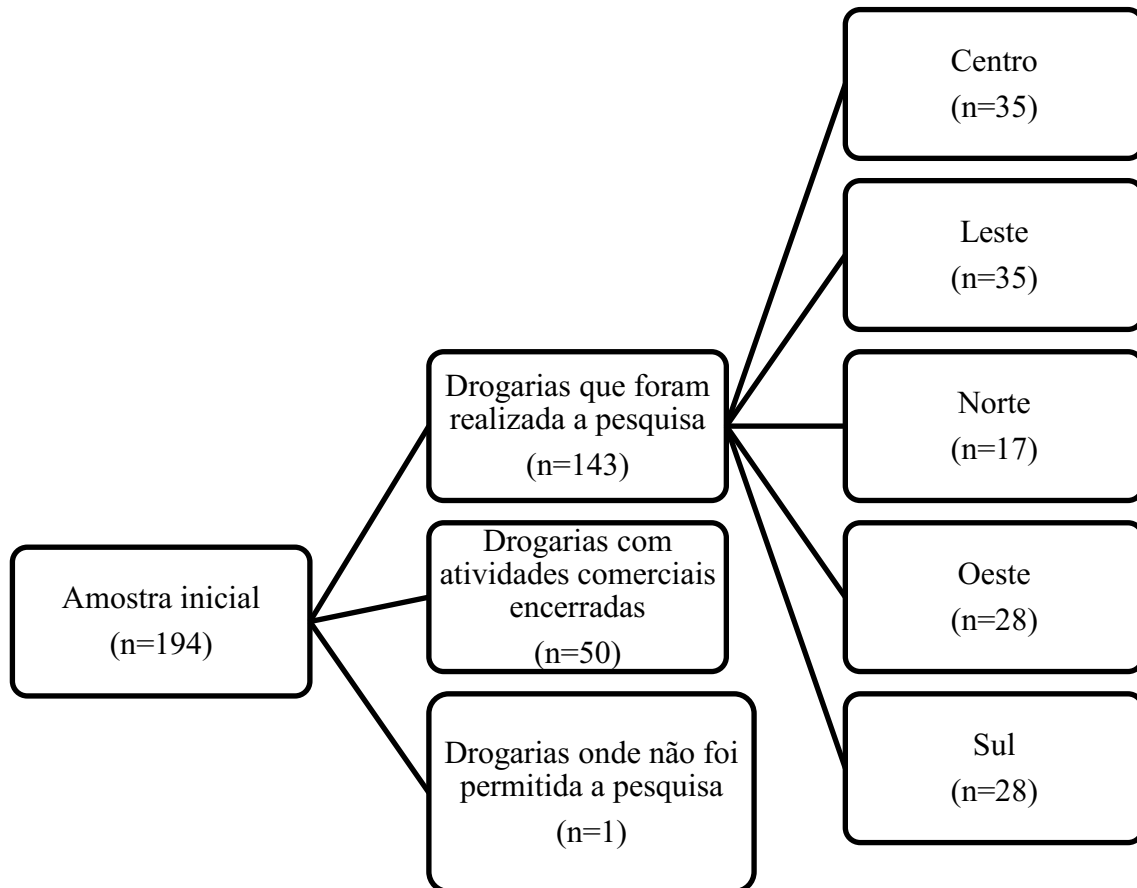 Amostra inicial
(n=194)
Drogarias que foram
realizada a pesquisa
(n=143)
Drogarias com
atividades comerciais
encerradas
(n=50)
Drogarias onde não foi
permitida a pesquisa
(n=1)
Centro
(n=35)
Leste
(n=35)
Norte
(n=17)
Oeste
(n=28)
Sul
(n=28)